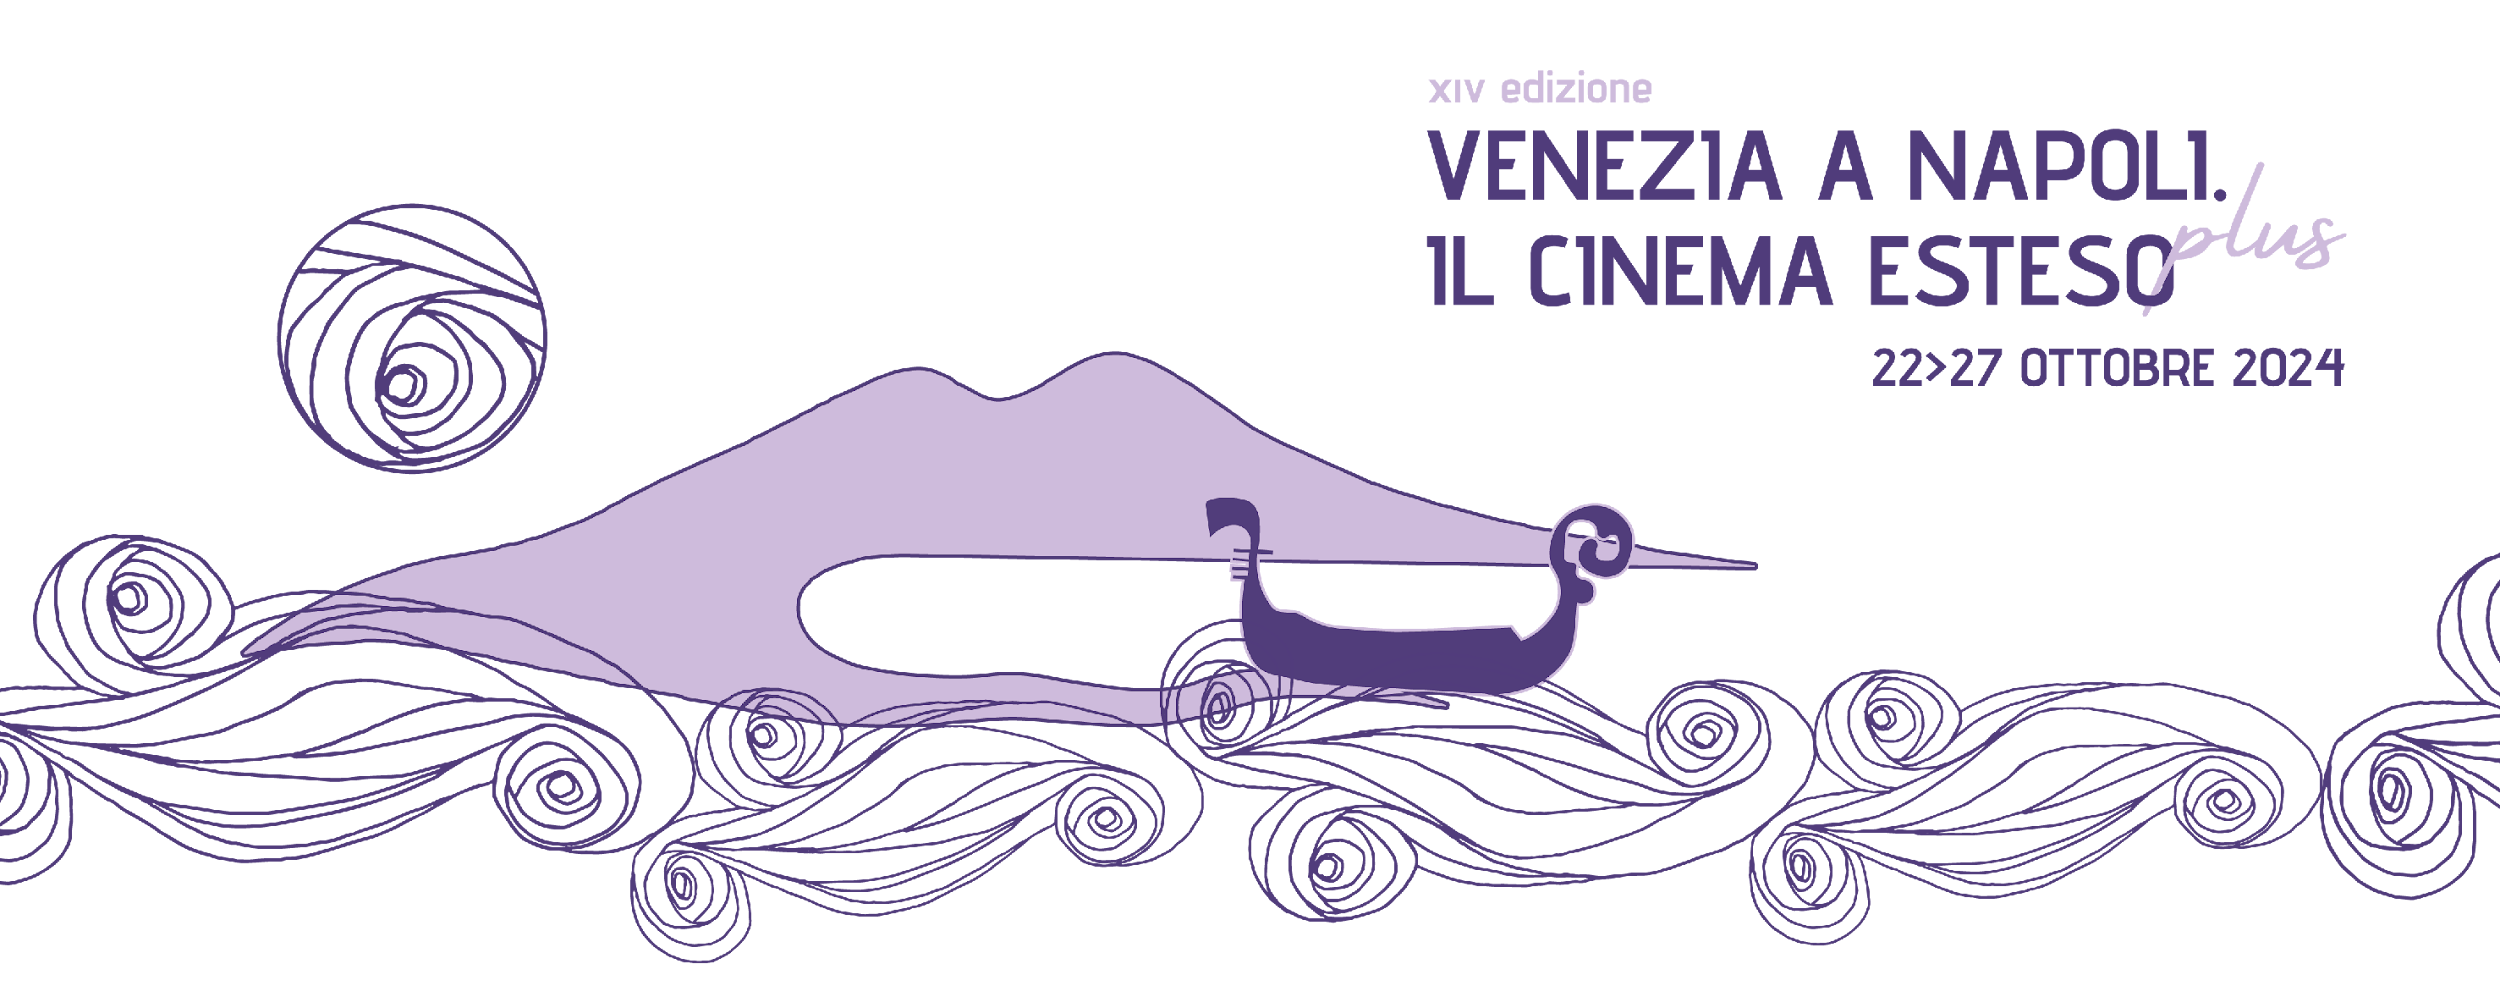 XIV edizione
VENEZIA A NAPOLI.
IL CINEMA ESTESO plus
22>27 OTTOBRE 2024